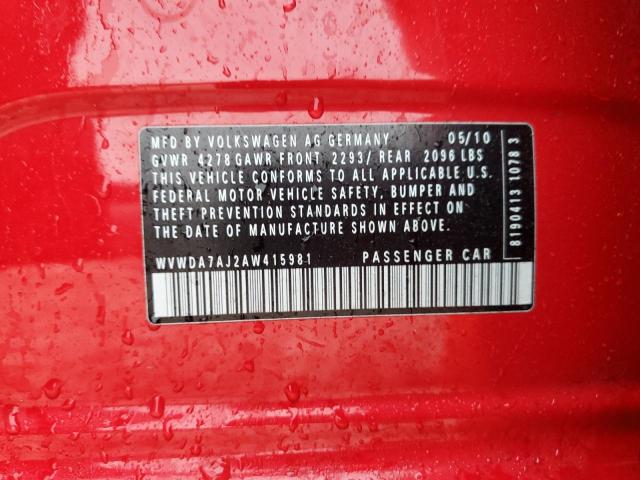 MFD BY VOLKSWAGEN AG GERMANY 05/10
GVWR 4278 GAWR FRONT 2293/ REAR 2096 LBS
THIS VEHICLE CONFORMS TO ALL APPLICABLE U.S.
FEDERAL MOTOR VEHICLE SAFETY, BUMPER AND
THEFT PREVENTION STANDARDS IN EFFECT ON
THE DATE OF MANUFACTURE SHOWN ABOVE.
WVWDA7AJ2AW415981 PASSENGER CAR
8190413 1078 3